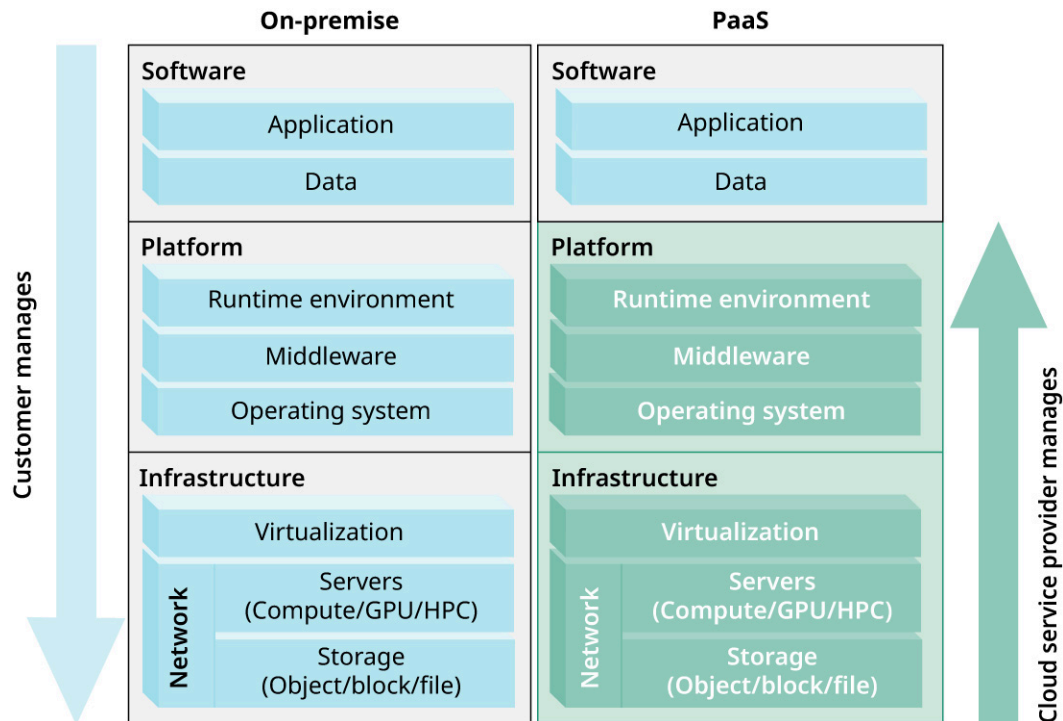 On-premise
PaaS
Customer manages
Software
Application
Data
Platform
Runtime environment
Middleware
Operating system
Infrastructure
Virtualization
Network
Servers
(Compute/GPU/HPC)
Storage
(Object/block/file)
Software
Application
Data
Platform
Runtime environment
Middleware
Operating system
Infrastructure
Virtualization
Network
Servers
(Compute/GPU/HPC)
Storage
(Object/block/file)
Cloud service provider manages